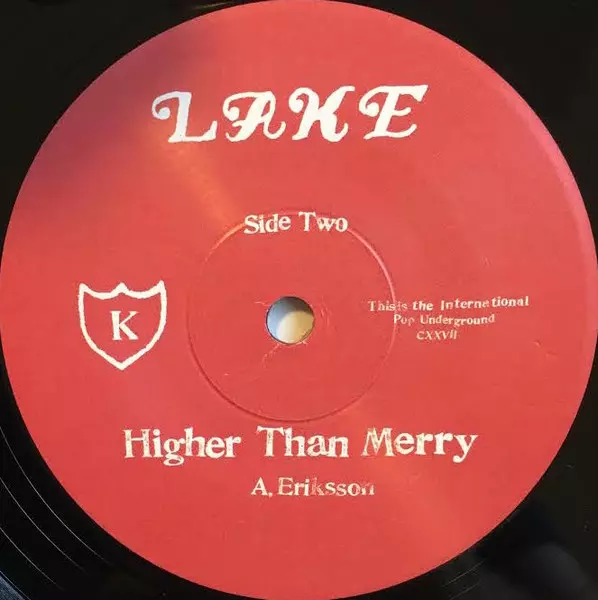 LAKE
Side Two
K
This is the International
Pop Underground
CXXVII
Higher Than Merry
A. Eriksson